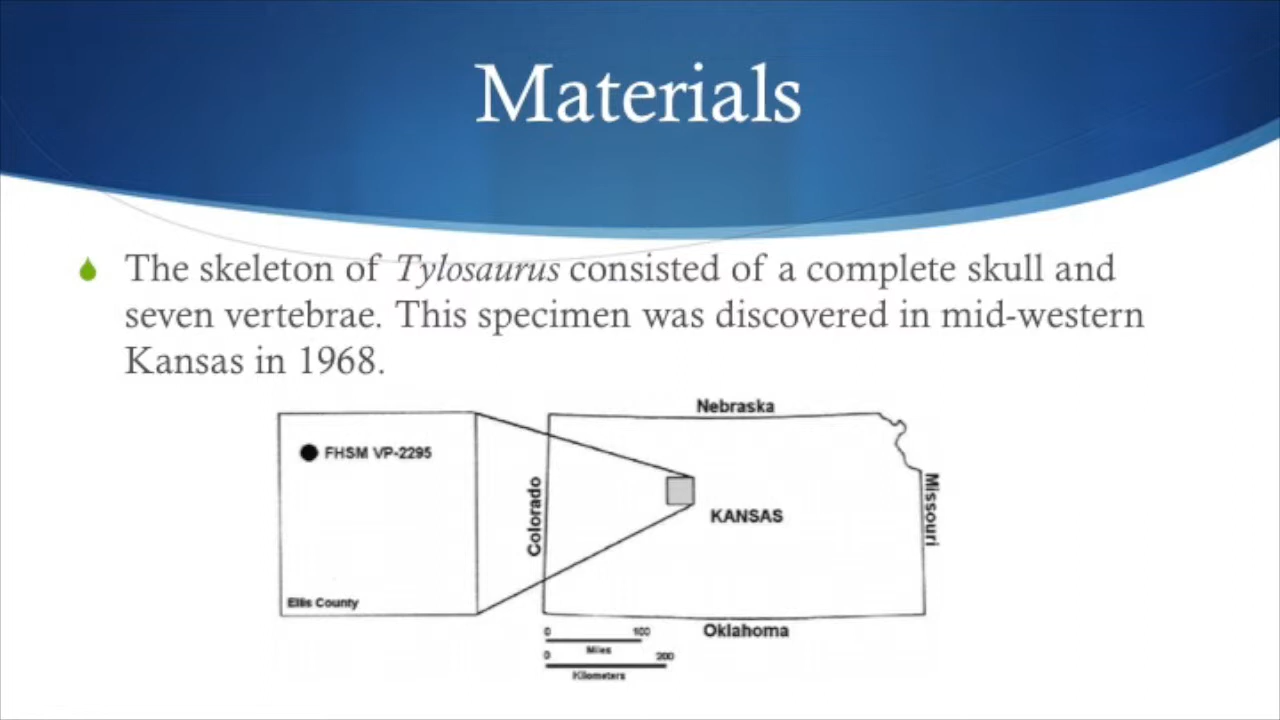 Materials
The skeleton of Tylosaurus consisted of a complete skull and
seven vertebrae. This specimen was discovered in mid-western
Kansas in 1968.
Nebraska
FHSM VP-2295
Colorado
KANSAS
Missouri
Ellis County
Oklahoma
0 100
Miles
0 200
Kilometers